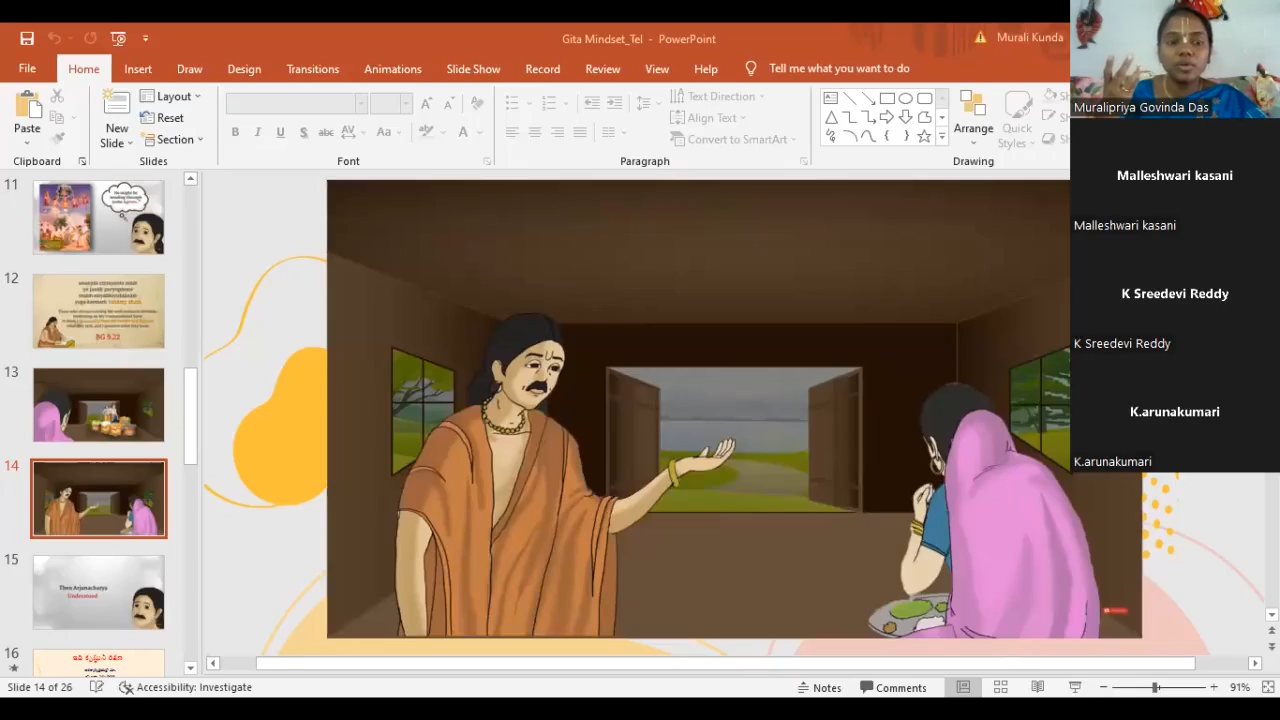 Gita Mindset_Tel - PowerPoint
Murali Kunda
File Home Insert Draw Design Transitions Animations Slide Show Record Review View Help Tell me what you want to do
Paste
New
Slide
Layout
Reset
Section
Text Direction
Align Text
Convert to SmartArt
Arrange
Quick
Styles
Clipboard Slides Font Paragraph Drawing
Muralipriya Govinda Das
Malleshwari kasani
Malleshwari kasani
K Sreedevi Reddy
K Sreedevi Reddy
K.arunakumari
K.arunakumari
11
12
BG 9.22
13
14
15
Then Arjunacharya
Understood
16
Slide 14 of 26 Accessibility: Investigate Notes Comments 91%